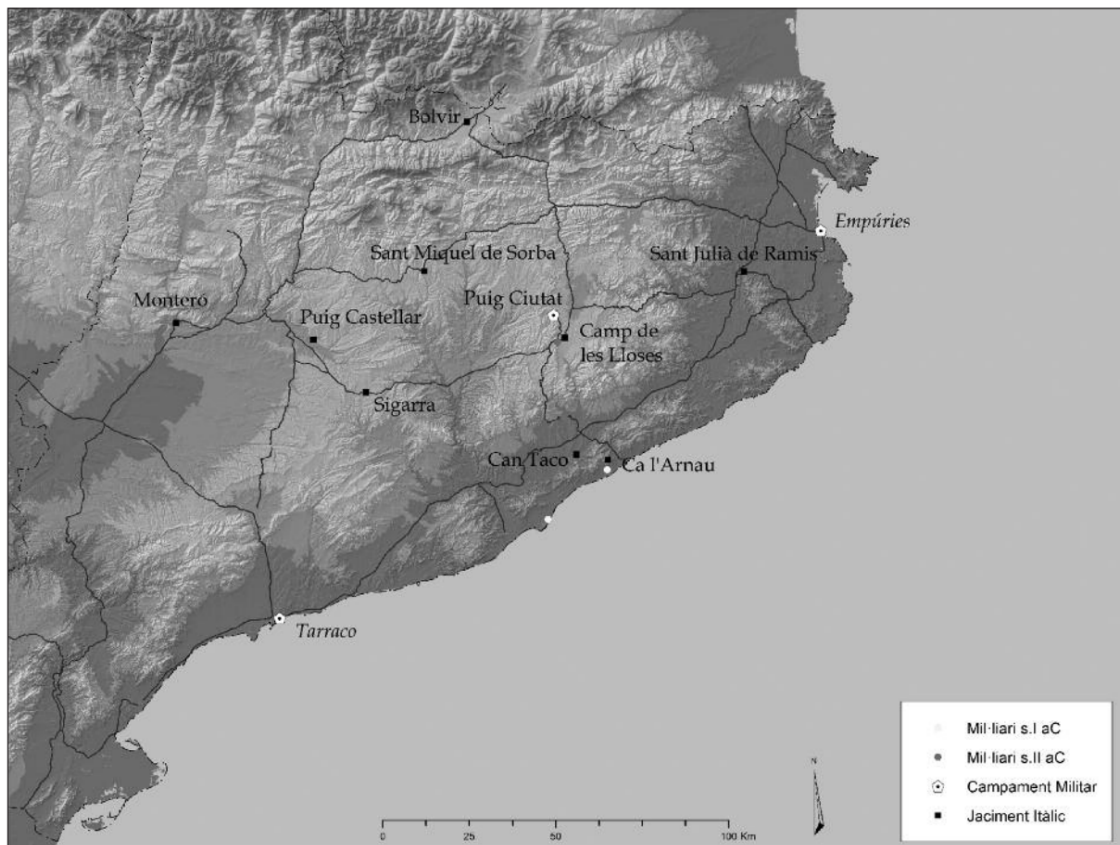 Bolvir
Empúries
Sant Miquel de Sorba
Sant Julià de Ramis
Montero
Puig Ciutat
Puig Castellar
Camp de
les Lloses
Sigarra
Can Taco
Ca l'Arnau
Tarraco
Mil·liari s.I aC
Mil·liari s.II aC
Campament Militar
Jaciment Itàlic
N
0 25 50 100 Km